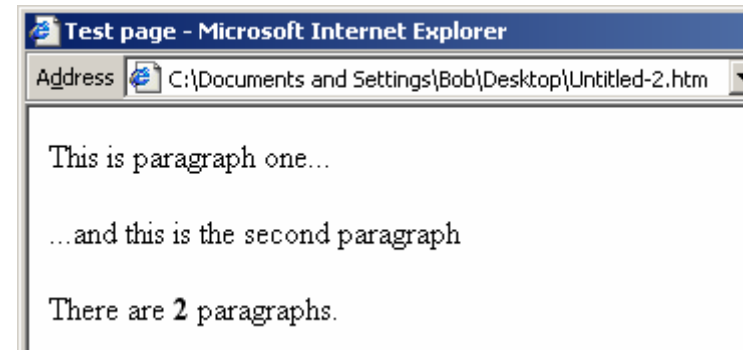 Test page - Microsoft Internet Explorer
Address C:\Documents and Settings\Bob\Desktop\Untitled-2.htm
This is paragraph one...
...and this is the second paragraph
There are 2 paragraphs.